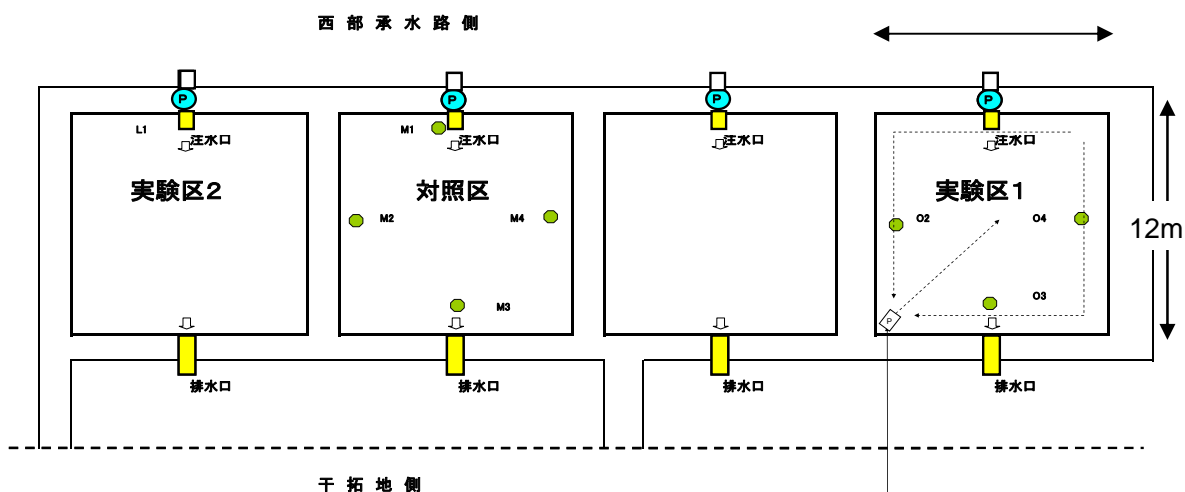 西部承水路側
P P P P
L1 注水口 M1 注水口 注水口 注水口
実験区2 対照区 実験区1
M2 M4 O2 O4 12m
M3 O3
P
排水口 排水口 排水口 排水口
干拓地側